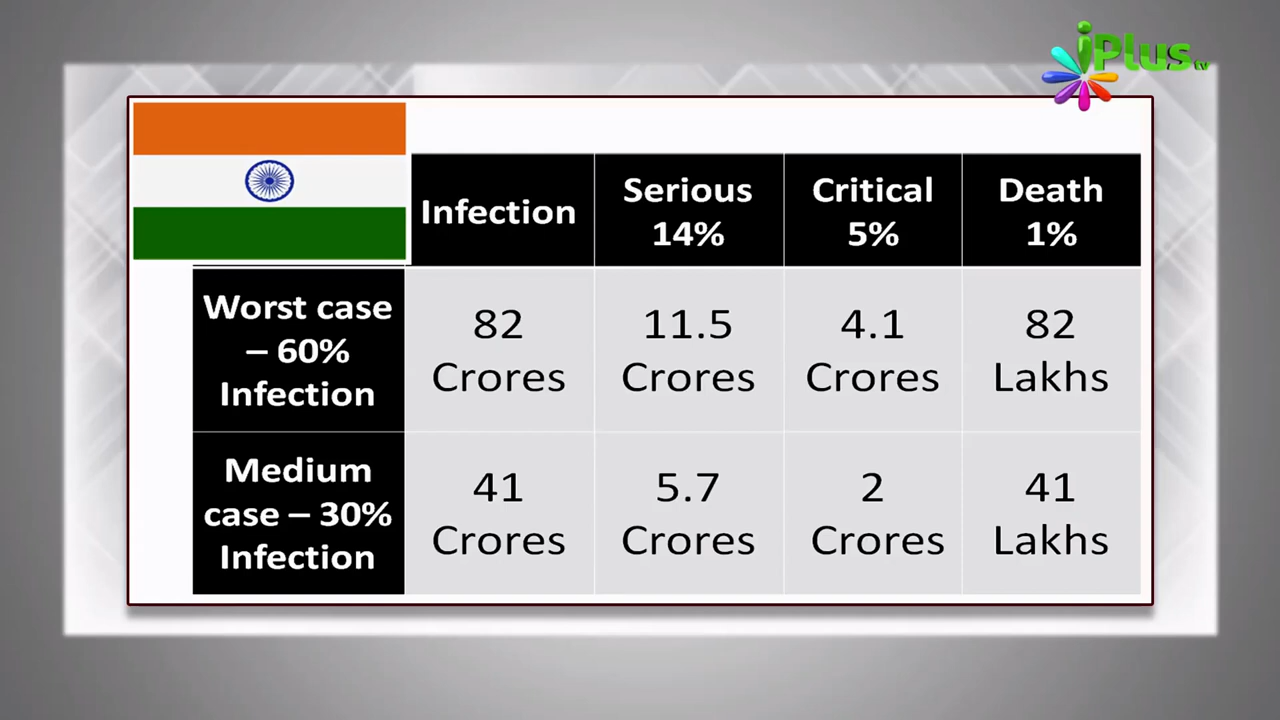 iPlus tv
Infection
Serious
14%
Critical
5%
Death
1%
Worst case
– 60%
Infection
82
Crores
11.5
Crores
4.1
Crores
82
Lakhs
Medium
case – 30%
Infection
41
Crores
5.7
Crores
2
Crores
41
Lakhs